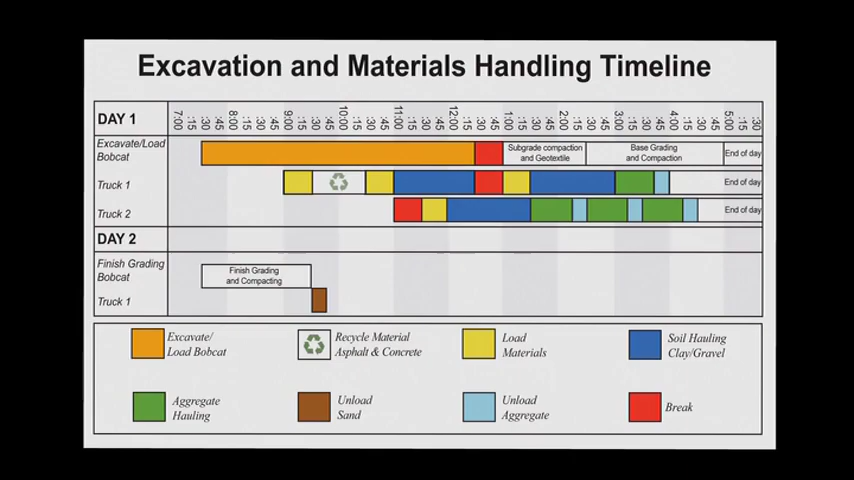 Excavation and Materials Handling Timeline
DAY 1
7:00 :15 :30 :45 8:00 :15 :30 :45 9:00 :15 :30 :45 10:00 :15 :30 :45 11:00 :15 :30 :45 12:00 :15 :30 :45 1:00 :15 :30 :45 2:00 :15 :30 :45 3:00 :15 :30 :45 4:00 :15 :30 :45 5:00 :15 :30
Excavate/Load
Bobcat
Subgrade compaction
and Geotextile
Base Grading
and Compaction
End of day
Truck 1
End of day
Truck 2
End of day
DAY 2
Finish Grading
Bobcat
Finish Grading
and Compacting
Truck 1
Excavate/
Load Bobcat
Recycle Material
Asphalt & Concrete
Load
Materials
Soil Hauling
Clay/Gravel
Aggregate
Hauling
Unload
Sand
Unload
Aggregate
Break